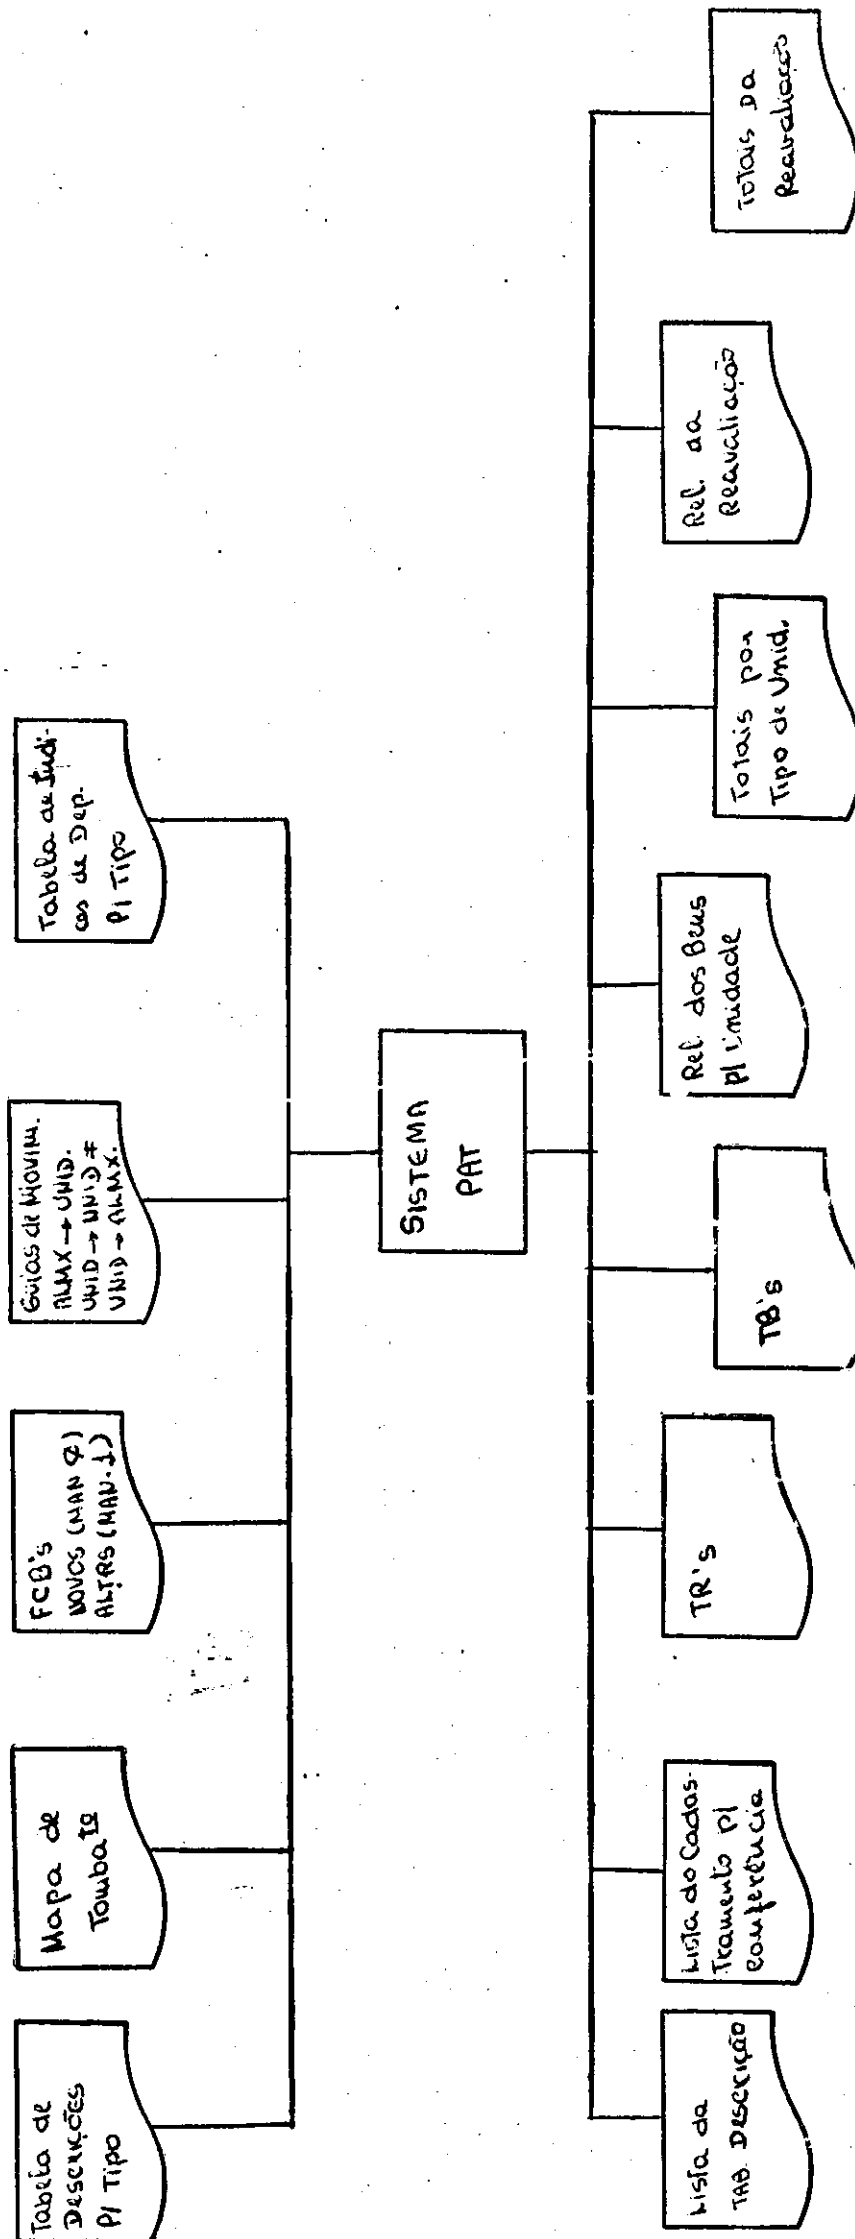 Tabela de
Descrições
P/ Tipo
Mapa de
Tomba to
FCB's
NOVOS (MAN Ø)
ALTRS (MAN.1)
Guias de Movim.
ALMX → UNID.
UNID → UNID ≠
UNID → ALMX.
Tabela de Índi-
ces de Dep.
P/ Tipo
SISTEMA
PAT
Lista da
TAB. Descrição
Lista do Cadas-
tramento p/
conferência
TR's
TB's
Rel. dos Bens
p/ Unidade
Totais por
Tipo de Unid.
Rel. da
Reavaliação
Totais da
Reavaliação